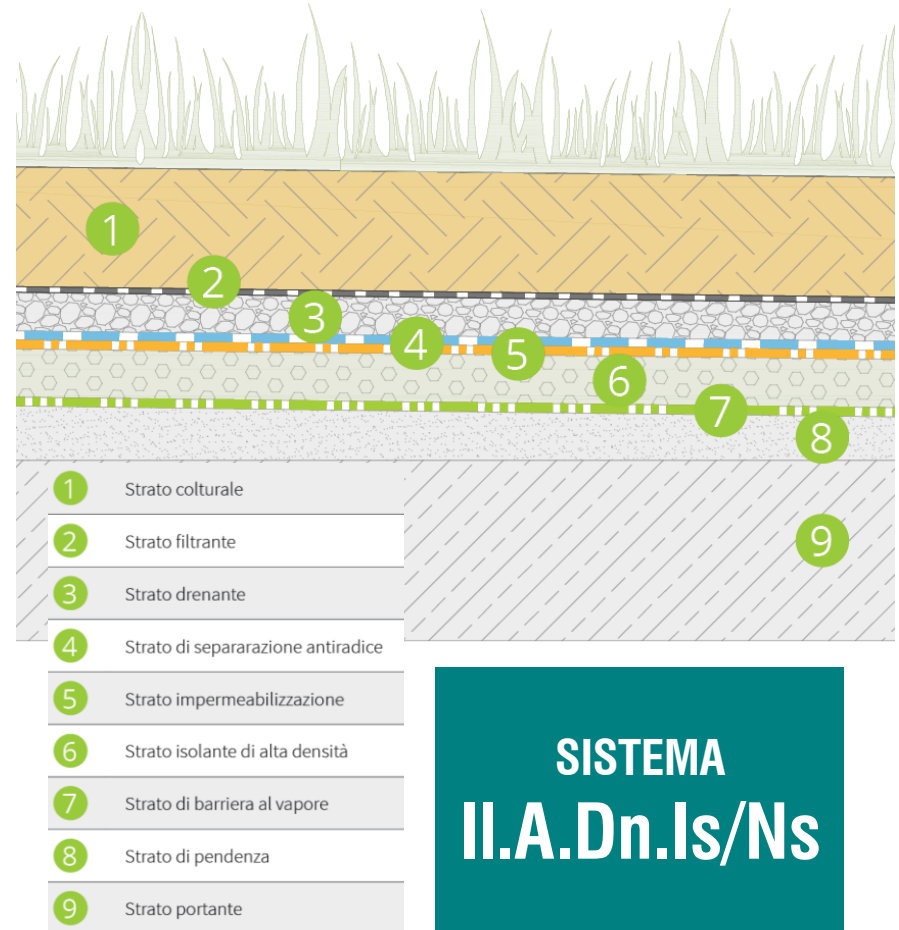 1
2
3
4
5
6
7
8
9
1 Strato colturale
2 Strato filtrante
3 Strato drenante
4 Strato di separarazione antiradice
5 Strato impermeabilizzazione
6 Strato isolante di alta densità
7 Strato di barriera al vapore
8 Strato di pendenza
9 Strato portante
SISTEMA
II.A.Dn.Is/Ns